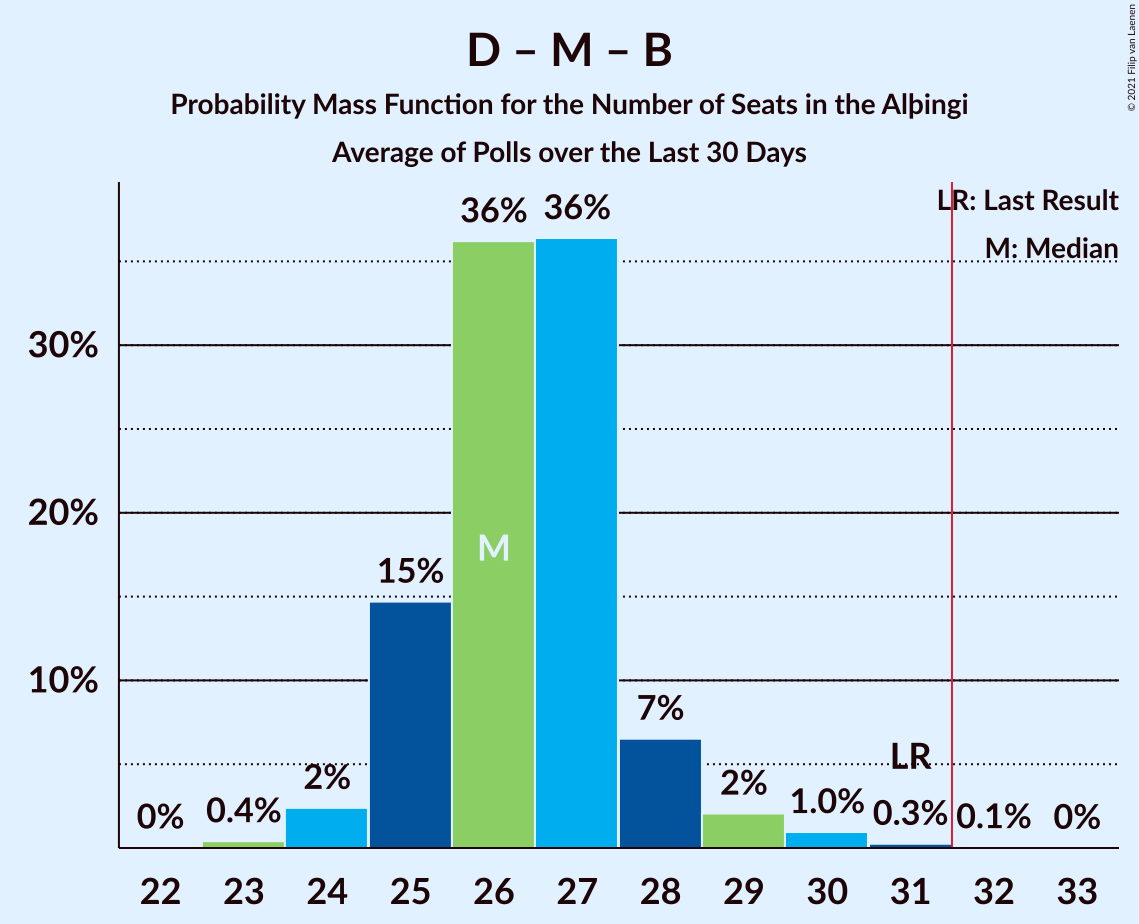 D – M – B
Probability Mass Function for the Number of Seats in the Alþingi
Average of Polls over the Last 30 Days
© 2021 Filip van Laenen
LR: Last Result
M: Median
36% 36%
30%
20%
M
15%
10%
7%
LR
2% 2%
0% 0.4% 1.0% 0.3% 0.1% 0%
22 23 24 25 26 27 28 29 30 31 32 33